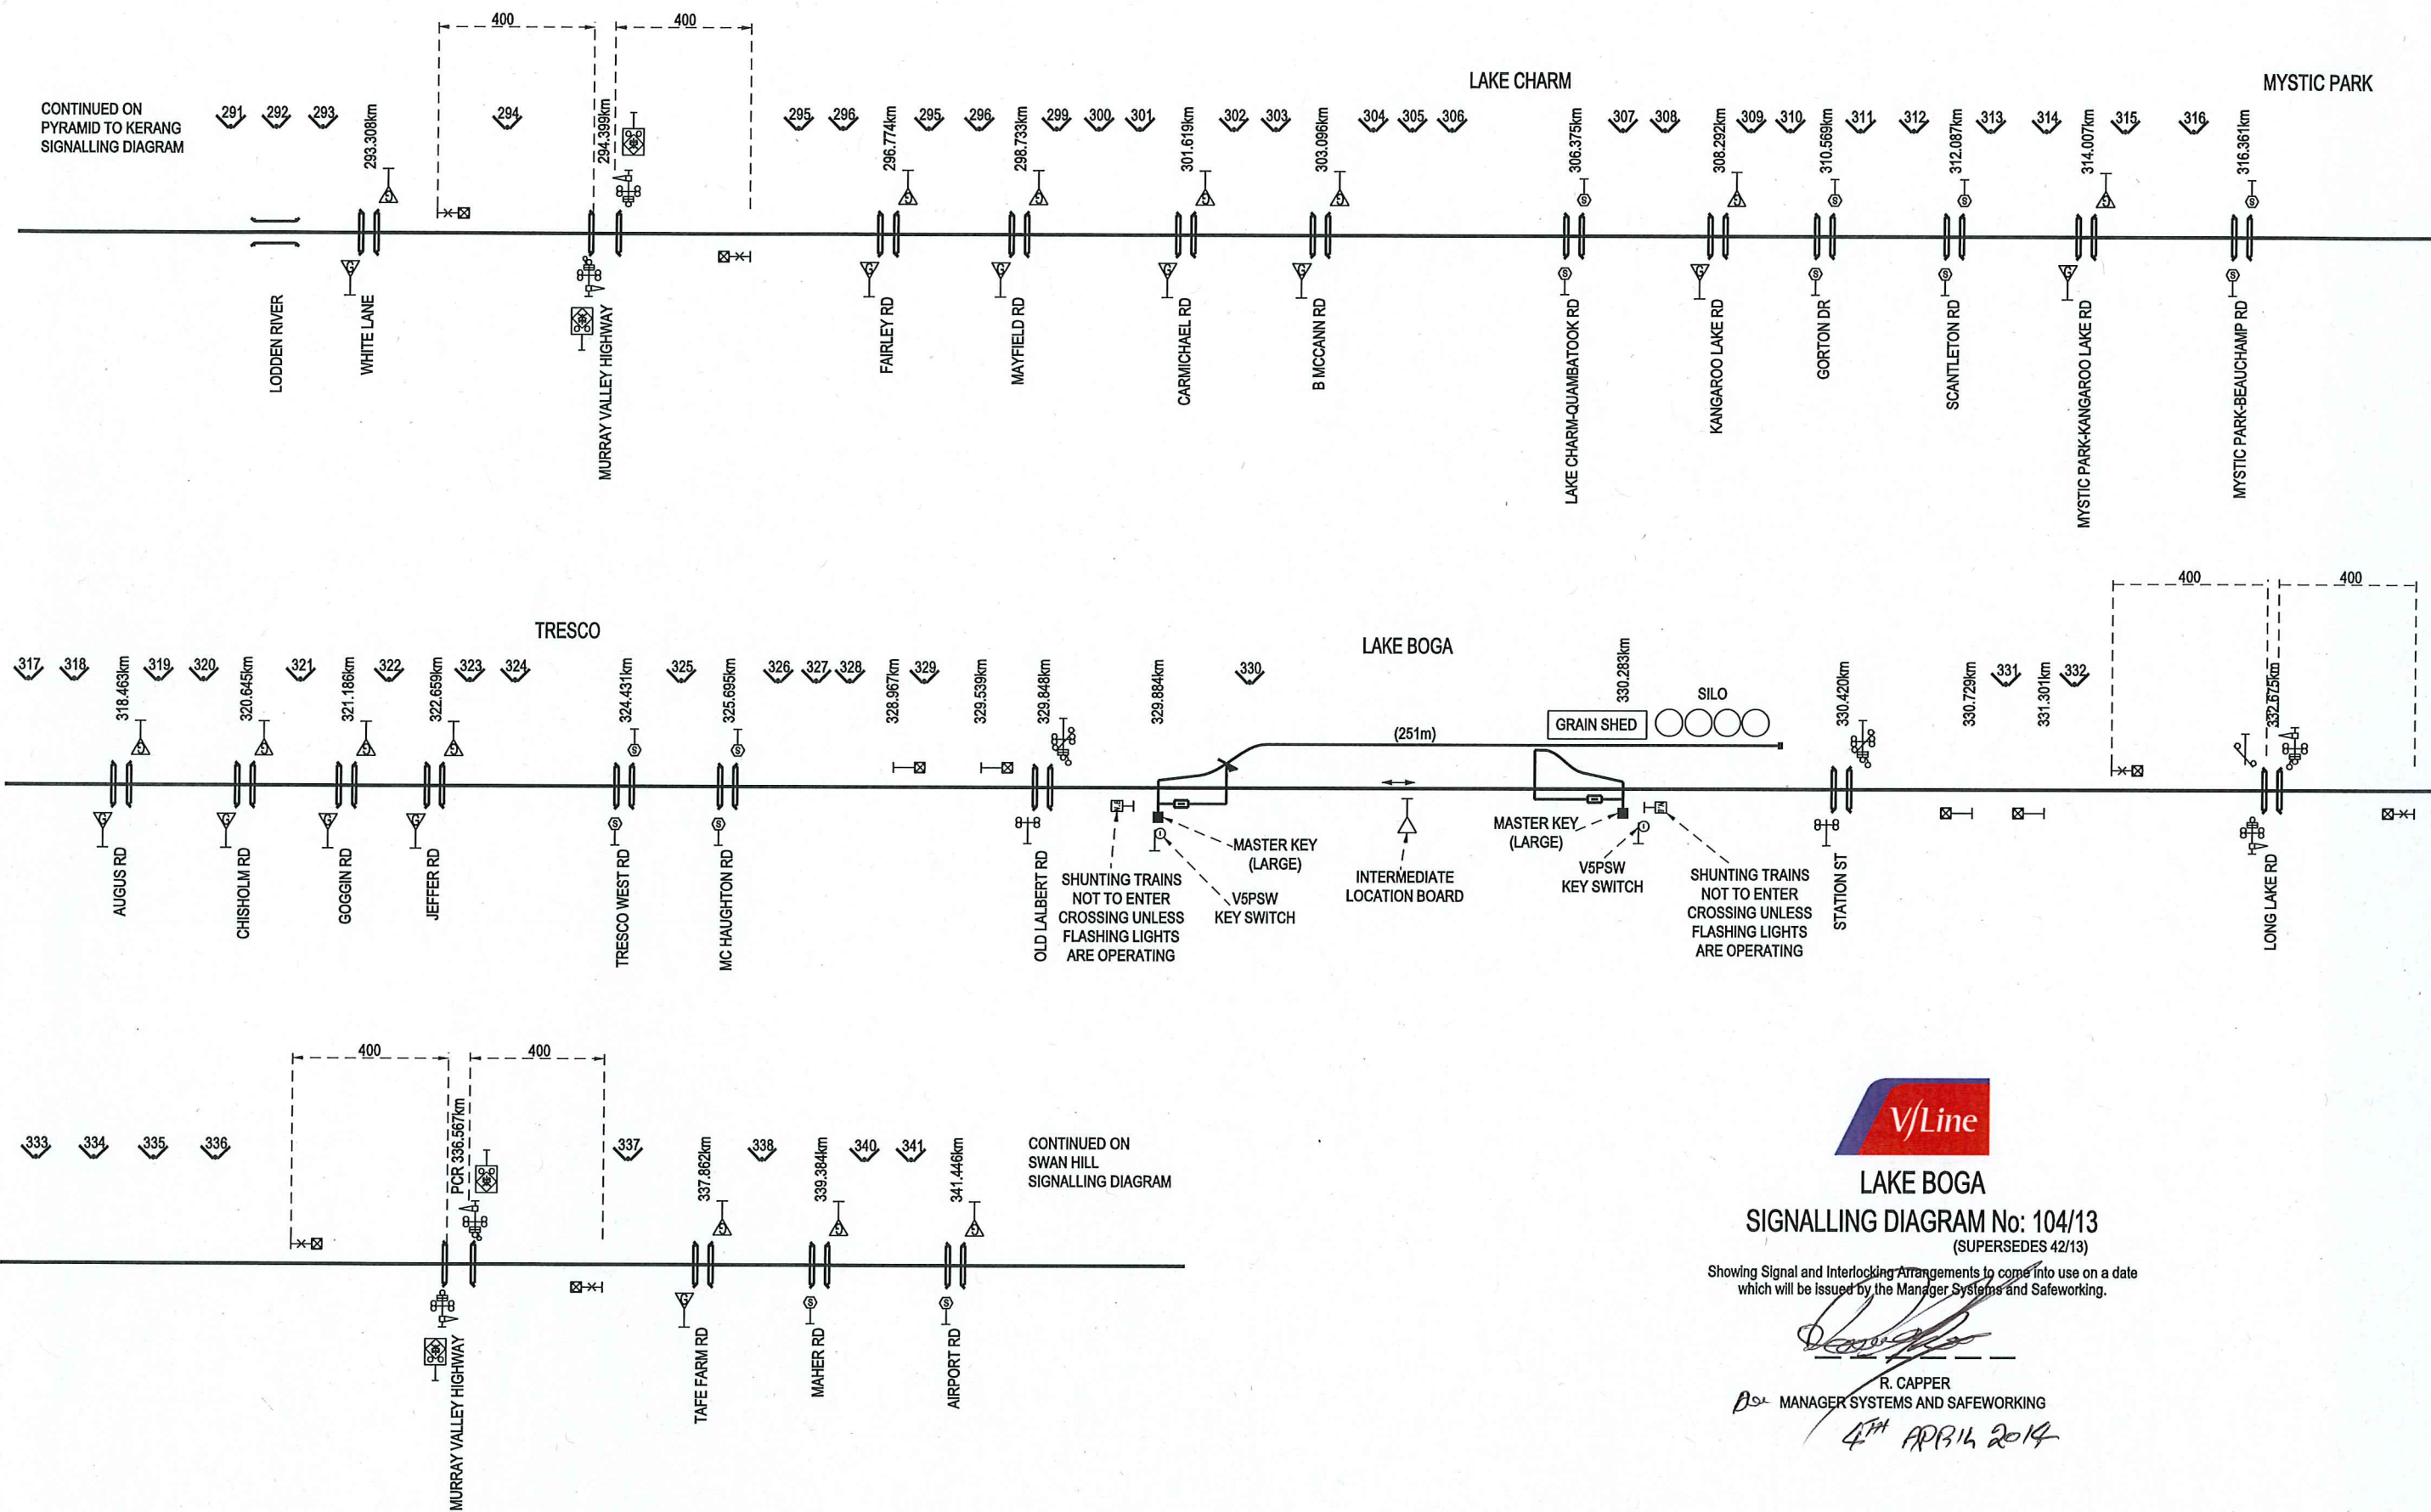 400
400
LAKE CHARM
MYSTIC PARK
CONTINUED ON
PYRAMID TO KERANG
SIGNALLING DIAGRAM
291
292
293
293.308km
294
294.399km
295
296
296.774km
295
296
298.733km
299
300
301
301.619km
302
303
303.096km
304
305
306
306.375km
307
308
308.292km
309
310
310.569km
311
312
312.087km
313
314
314.007km
315
316
316.361km
G
G
G
G
G
S
G
S
S
G
S
G
G
G
G
G
S
G
S
S
G
S
LODDEN RIVER
WHITE LANE
MURRAY VALLEY HIGHWAY
FAIRLEY RD
MAYFIELD RD
CARMICHAEL RD
B MCCANN RD
LAKE CHARM-QUAMBATOOK RD
KANGAROO LAKE RD
GORTON DR
SCANTLETON RD
MYSTIC PARK-KANGAROO LAKE RD
MYSTIC PARK-BEAUCHAMP RD
400
400
TRESCO
LAKE BOGA
317
318
318.463km
319
320
320.645km
321
321.186km
322
322.659km
323
324
324.431km
325
325.695km
326
327
328
328.967km
329
329.539km
329.848km
329.884km
330
330.283km
330.420km
330.729km
331
331.301km
332
332.675km
SILO
GRAIN SHED
(251m)
G
G
G
G
S
S
G
G
G
G
S
S
MASTER KEY
(LARGE)
V5PSW
KEY SWITCH
SHUNTING TRAINS
NOT TO ENTER
CROSSING UNLESS
FLASHING LIGHTS
ARE OPERATING
INTERMEDIATE
LOCATION BOARD
MASTER KEY
(LARGE)
V5PSW
KEY SWITCH
SHUNTING TRAINS
NOT TO ENTER
CROSSING UNLESS
FLASHING LIGHTS
ARE OPERATING
AUGUS RD
CHISHOLM RD
GOGGIN RD
JEFFER RD
TRESCO WEST RD
MC HAUGHTON RD
OLD LALBERT RD
STATION ST
LONG LAKE RD
400
400
333
334
335
336
PCR 336.567km
337
337.862km
338
339.384km
340
341
341.446km
CONTINUED ON
SWAN HILL
SIGNALLING DIAGRAM
G
G
G
G
S
S
MURRAY VALLEY HIGHWAY
TAFE FARM RD
MAHER RD
AIRPORT RD
V/Line
LAKE BOGA
SIGNALLING DIAGRAM No: 104/13
(SUPERSEDES 42/13)
Showing Signal and Interlocking Arrangements to come into use on a date
which will be issued by the Manager Systems and Safeworking.
R. CAPPER
MANAGER SYSTEMS AND SAFEWORKING
4TH APRIL 2014